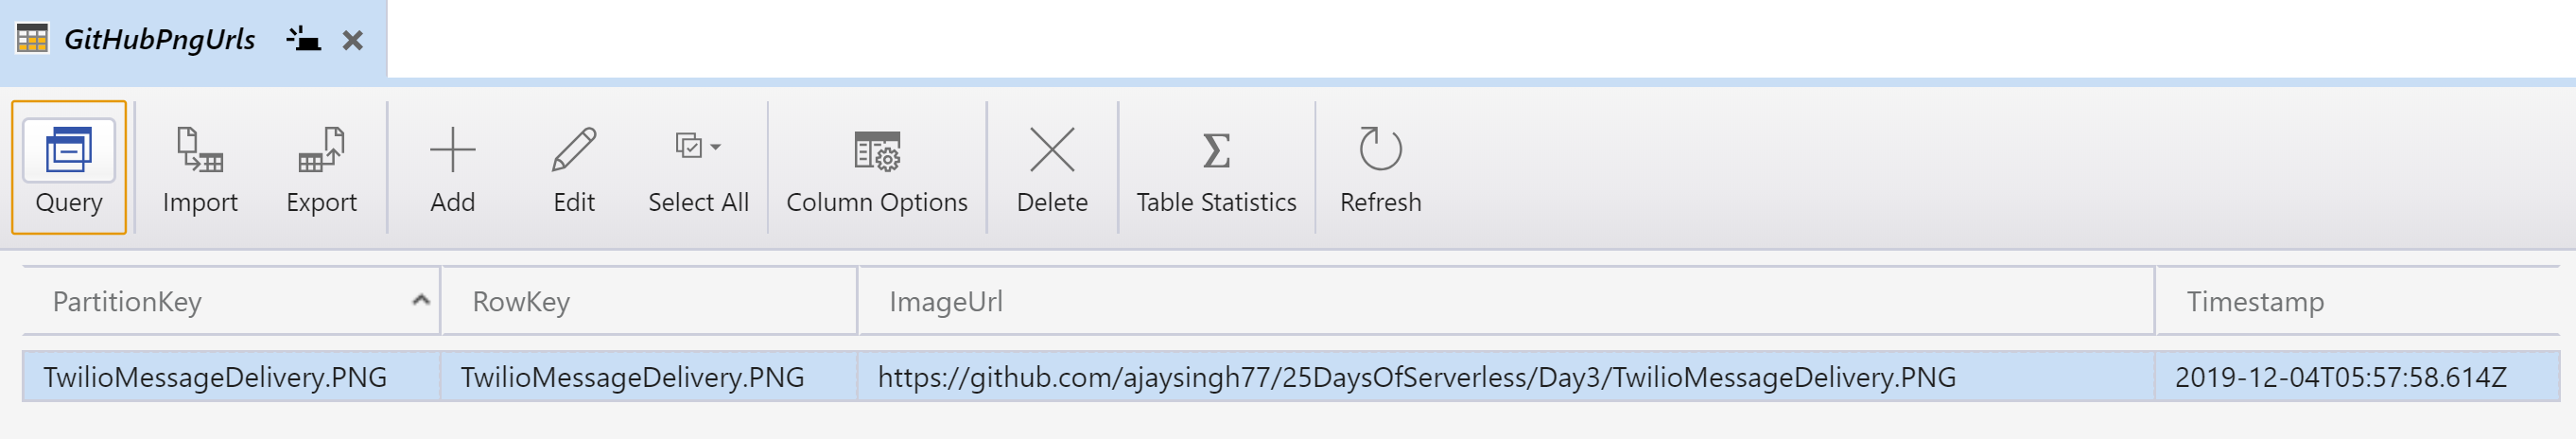 GitHubPngUrls
Query Import Export Add Edit Select All Column Options Delete Table Statistics Refresh
PartitionKey RowKey ImageUrl Timestamp
TwilioMessageDelivery.PNG TwilioMessageDelivery.PNG https://github.com/ajaysingh77/25DaysOfServerless/Day3/TwilioMessageDelivery.PNG 2019-12-04T05:57:58.614Z